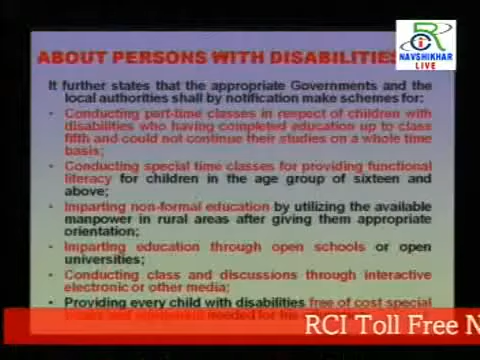 NAVSHIKHAR
LIVE
ABOUT PERSONS WITH DISABILITIES
It further states that the appropriate Governments and the
local authorities shall by notification make schemes for:
• Conducting part-time classes in respect of children with
disabilities who having completed education up to class
fifth and could not continue their studies on a whole time
basis;
• Conducting special time classes for providing functional
literacy for children in the age group of sixteen and
above;
• Imparting non-formal education by utilizing the available
manpower in rural areas after giving them appropriate
orientation;
• Imparting education through open schools or open
universities;
• Conducting class and discussions through interactive
electronic or other media;
• Providing every child with disabilities free of cost special
needed for his
RCI Toll Free N